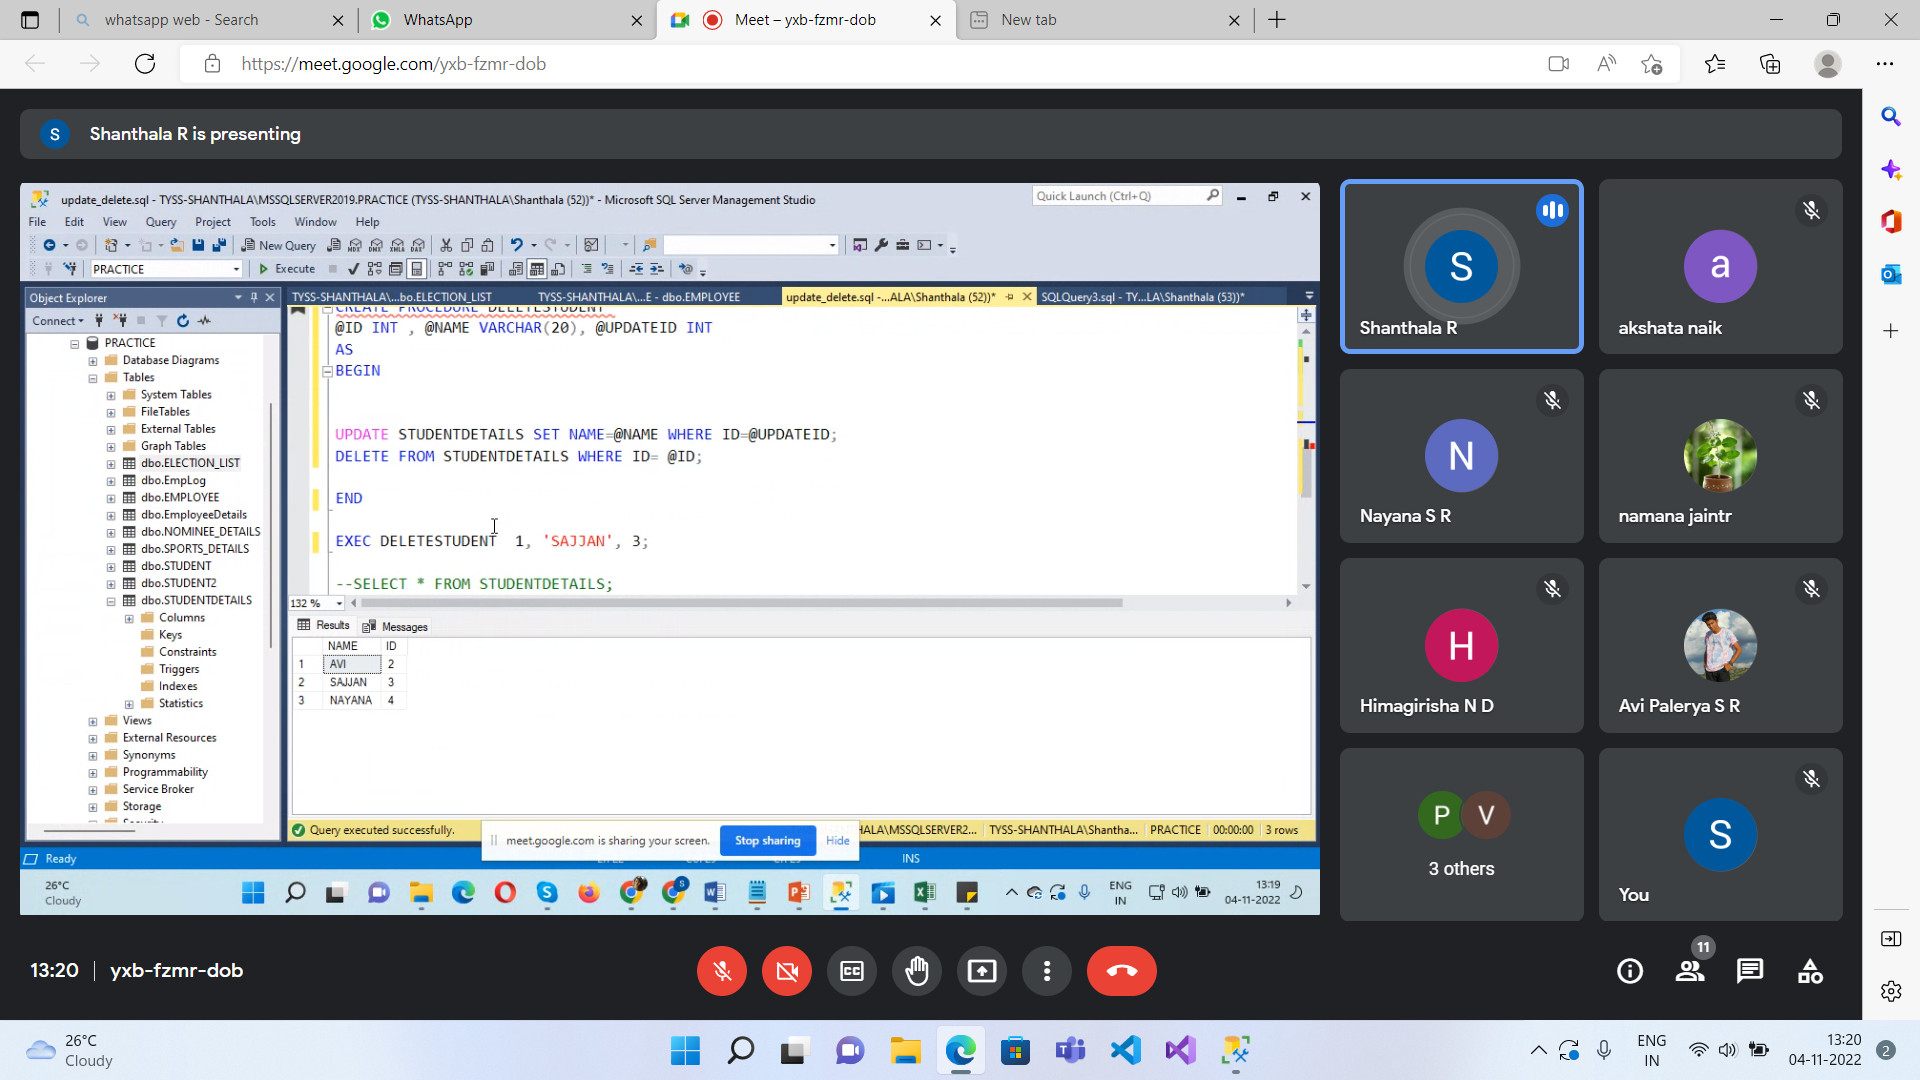 whatsapp web - Search
WhatsApp
Meet – yxb-fzmr-dob
New tab
https://meet.google.com/yxb-fzmr-dob
S Shanthala R is presenting
update_delete.sql - TYSS-SHANTHALA\MSSQLSERVER2019.PRACTICE (TYSS-SHANTHALA\Shanthala (52))* - Microsoft SQL Server Management Studio
Quick Launch (Ctrl+Q)
File Edit View Query Project Tools Window Help
New Query
PRACTICE Execute
Object Explorer
TYSS-SHANTHALA\...bo.ELECTION_LIST
TYSS-SHANTHALA\...E - dbo.EMPLOYEE
update_delete.sql -...ALA\Shanthala (52))*
SQLQuery3.sql - TY...LA\Shanthala (53))*
Connect
PRACTICE
Database Diagrams
Tables
System Tables
FileTables
External Tables
Graph Tables
dbo.ELECTION_LIST
dbo.EmpLog
dbo.EMPLOYEE
dbo.EmployeeDetails
dbo.NOMINEE_DETAILS
dbo.SPORTS_DETAILS
dbo.STUDENT
dbo.STUDENT2
dbo.STUDENTDETAILS
Columns
Keys
Constraints
Triggers
Indexes
Statistics
Views
External Resources
Synonyms
Programmability
Service Broker
Storage
CREATE PROCEDURE DELETESTUDENT
@ID INT , @NAME VARCHAR(20), @UPDATEID INT
AS
BEGIN
UPDATE STUDENTDETAILS SET NAME=@NAME WHERE ID=@UPDATEID;
DELETE FROM STUDENTDETAILS WHERE ID= @ID;
END
EXEC DELETESTUDENT 1, 'SAJJAN', 3;
--SELECT * FROM STUDENTDETAILS;
132 %
Results Messages
NAME ID
1 AVI 2
2 SAJJAN 3
3 NAYANA 4
Query executed successfully.
HALA\MSSQLSERVER2... TYSS-SHANTHALA\Shantha... PRACTICE 00:00:00 3 rows
meet.google.com is sharing your screen. Stop sharing Hide
Ready
INS
26°C
Cloudy
ENG
IN
13:19
04-11-2022
S
Shanthala R
a
akshata naik
N
Nayana S R
namana jaintr
H
Himagirisha N D
Avi Palerya S R
P V
3 others
S
You
13:20 | yxb-fzmr-dob
11
26°C
Cloudy
ENG
IN
13:20
04-11-2022
2